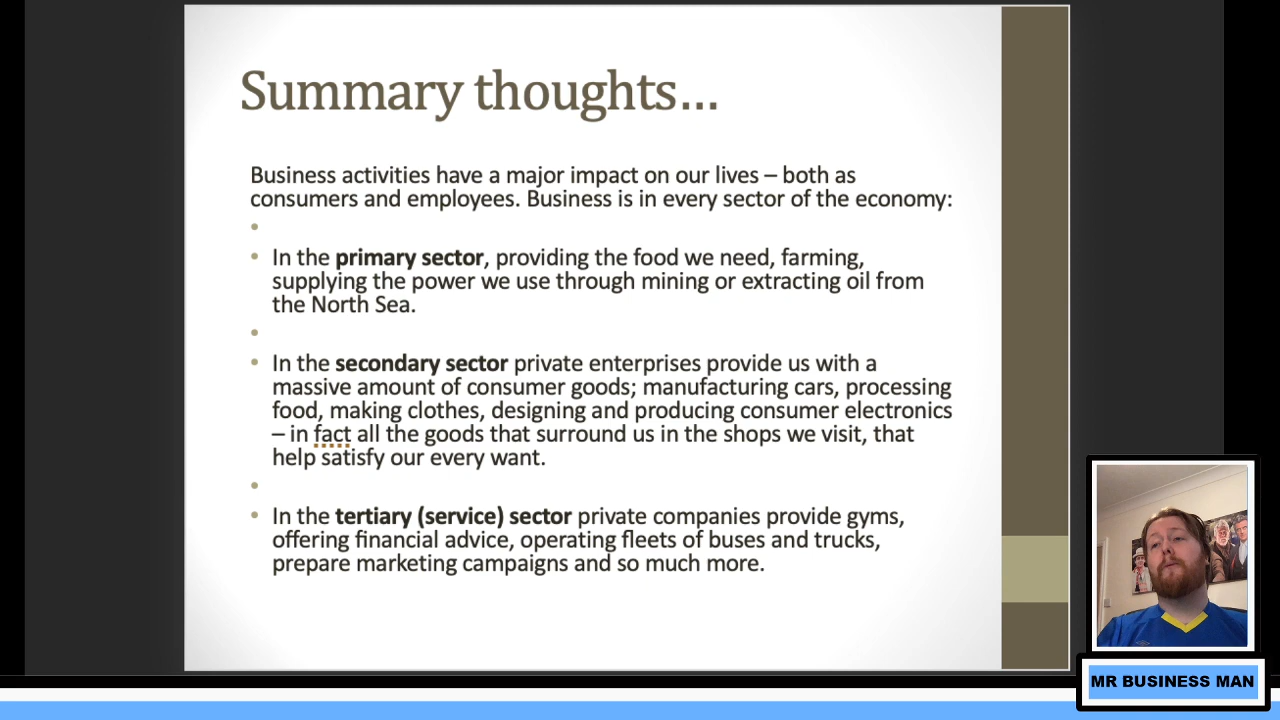 Summary thoughts…
Business activities have a major impact on our lives – both as
consumers and employees. Business is in every sector of the economy:
•
• In the primary sector, providing the food we need, farming,
supplying the power we use through mining or extracting oil from
the North Sea.
•
• In the secondary sector private enterprises provide us with a
massive amount of consumer goods; manufacturing cars, processing
food, making clothes, designing and producing consumer electronics
– in fact all the goods that surround us in the shops we visit, that
help satisfy our every want.
•
• In the tertiary (service) sector private companies provide gyms,
offering financial advice, operating fleets of buses and trucks,
prepare marketing campaigns and so much more.
MR BUSINESS MAN